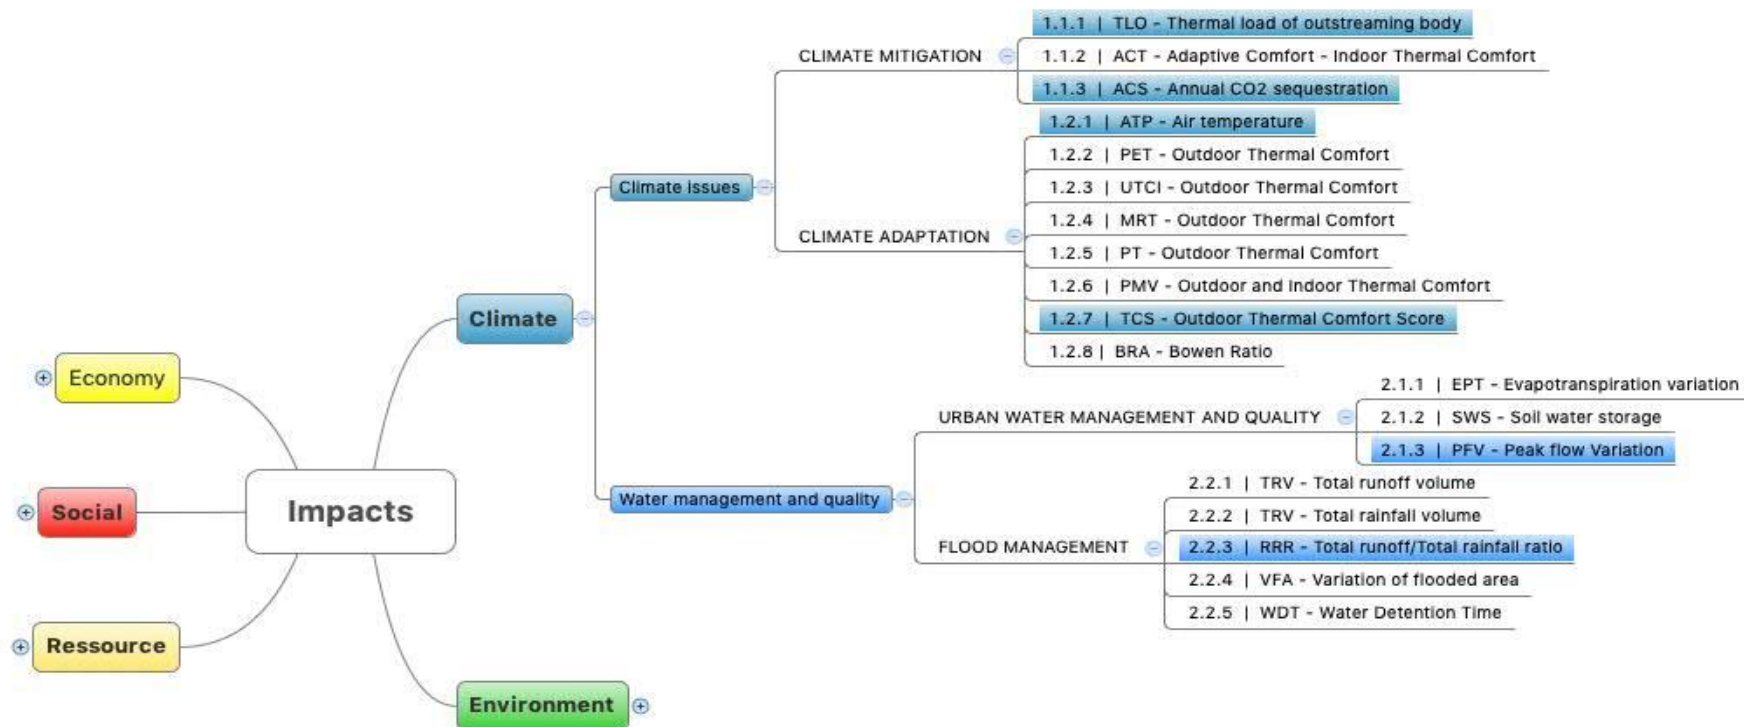 Impacts
Economy
Social
Ressource
Environment
Climate
Climate issues
CLIMATE MITIGATION
1.1.1 | TLO - Thermal load of outstreaming body
1.1.2 | ACT - Adaptive Comfort - Indoor Thermal Comfort
1.1.3 | ACS - Annual CO2 sequestration
CLIMATE ADAPTATION
1.2.1 | ATP - Air temperature
1.2.2 | PET - Outdoor Thermal Comfort
1.2.3 | UTCI - Outdoor Thermal Comfort
1.2.4 | MRT - Outdoor Thermal Comfort
1.2.5 | PT - Outdoor Thermal Comfort
1.2.6 | PMV - Outdoor and Indoor Thermal Comfort
1.2.7 | TCS - Outdoor Thermal Comfort Score
1.2.8 | BRA - Bowen Ratio
Water management and quality
URBAN WATER MANAGEMENT AND QUALITY
2.1.1 | EPT - Evapotranspiration variation
2.1.2 | SWS - Soil water storage
2.1.3 | PFV - Peak flow Variation
FLOOD MANAGEMENT
2.2.1 | TRV - Total runoff volume
2.2.2 | TRV - Total rainfall volume
2.2.3 | RRR - Total runoff/Total rainfall ratio
2.2.4 | VFA - Variation of flooded area
2.2.5 | WDT - Water Detention Time